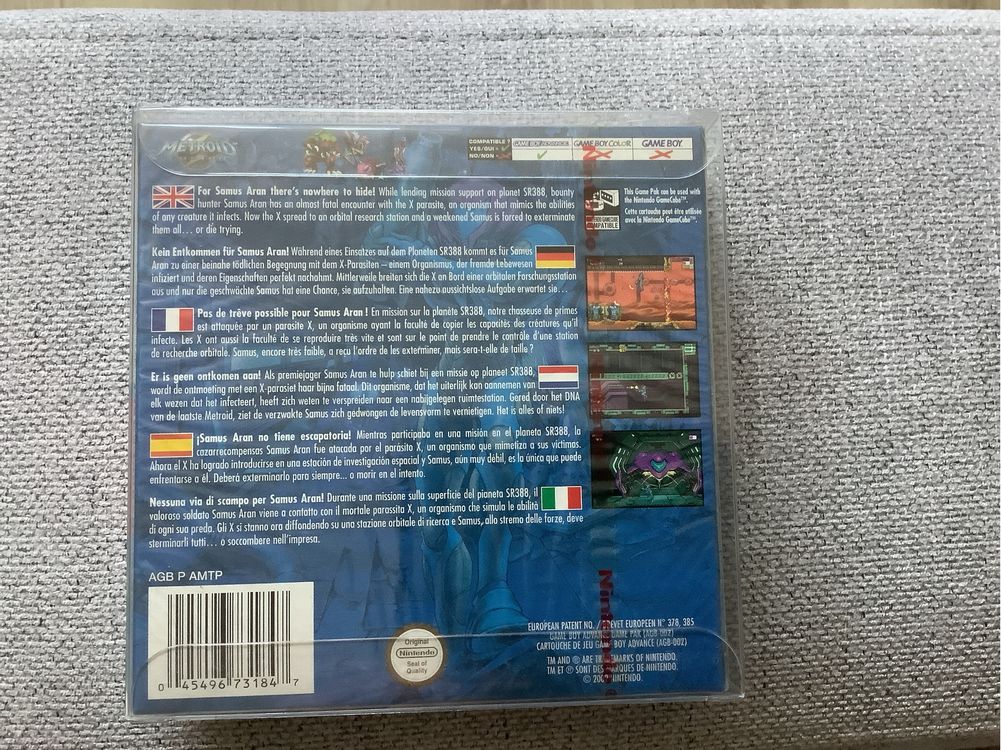 METROID
COMPATIBLE ?
YES/OUI =
NO/NON =
GAME BOY ADVANCE
GAME BOY COLOR
GAME BOY
For Samus Aran there's nowhere to hide! While lending mission support on planet SR388, bounty
hunter Samus Aran has an almost fatal encounter with the X parasite, an organism that mimics the abilities
of any creature it infects. Now the X spread to an orbital research station and a weakened Samus is forced to exterminate
them all... or die trying.
This Game Pak can be used with
the Nintendo GameCube™.
Cette cartouche peut être utilisée
avec le Nintendo GameCube™.
NINTENDO GAMECUBE
COMPATIBLE
Kein Entkommen für Samus Aran! Während eines Einsatzes auf dem Planeten SR388 kommt es für Samus
Aran zu einer beinahe tödlichen Begegnung mit dem X-Parasiten – einem Organismus, der fremde Lebewesen
infiziert und deren Eigenschaften perfekt nachahmt. Mittlerweile breiten sich die X an Bord einer orbitalen Forschungsstation
aus und nur die geschwächte Samus hat eine Chance, sie aufzuhalten. Eine nahezu aussichtslose Aufgabe erwartet sie...
Pas de trêve possible pour Samus Aran ! En mission sur la planète SR388, notre chasseuse de primes
est attaquée par un parasite X, un organisme ayant la faculté de copier les capacités des créatures qu'il
infecte. Les X ont aussi la faculté de se reproduire très vite et sont sur le point de prendre le contrôle d'une station
de recherche orbitale. Samus, encore très faible, a reçu l'ordre de les exterminer, mais sera-t-elle de taille ?
Er is geen ontkomen aan! Als premiejager Samus Aran te hulp schiet bij een missie op planeet SR388,
wordt de ontmoeting met een X-parasiet haar bijna fataal. Dit organisme, dat het uiterlijk kan aannemen van
elk wezen dat het infecteert, heeft zich weten te verspreiden naar een nabijgelegen ruimtestation. Gered door het DNA
van de laatste Metroid, ziet de verzwakte Samus zich gedwongen de levensvorm te vernietigen. Het is alles of niets!
¡Samus Aran no tiene escapatoria! Mientras participaba en una misión en el planeta SR388, la
cazarrecompensas Samus Aran fue atacada por el parásito X, un organismo que mimetiza a sus víctimas.
Ahora el X ha logrado introducirse en una estación de investigación espacial y Samus, aún muy débil, es la única que puede
enfrentarse a él. Deberá exterminarlo para siempre... o morir en el intento.
Nessuna via di scampo per Samus Aran! Durante una missione sulla superficie del pianeta SR388, il
valoroso soldato Samus Aran viene a contatto con il mortale parassita X, un organismo che simula le abilità
di ogni sua preda. Gli X si stanno ora diffondendo su una stazione orbitale di ricerca e Samus, allo stremo delle forze, deve
sterminarli tutti... o soccombere nell'impresa.
AGB P AMTP
0 45496 73184 7
Original
Nintendo
Seal of
Quality
Nintendo
EUROPEAN PATENT NO. / BREVET EUROPEEN N° 378, 385
GAME BOY ADVANCE GAME PAK (AGB-002)
CARTOUCHE DE JEU GAME BOY ADVANCE (AGB-002)
TM AND ® ARE TRADEMARKS OF NINTENDO.
TM ET ® SONT DES MARQUES DE NINTENDO.
NINTENDO.